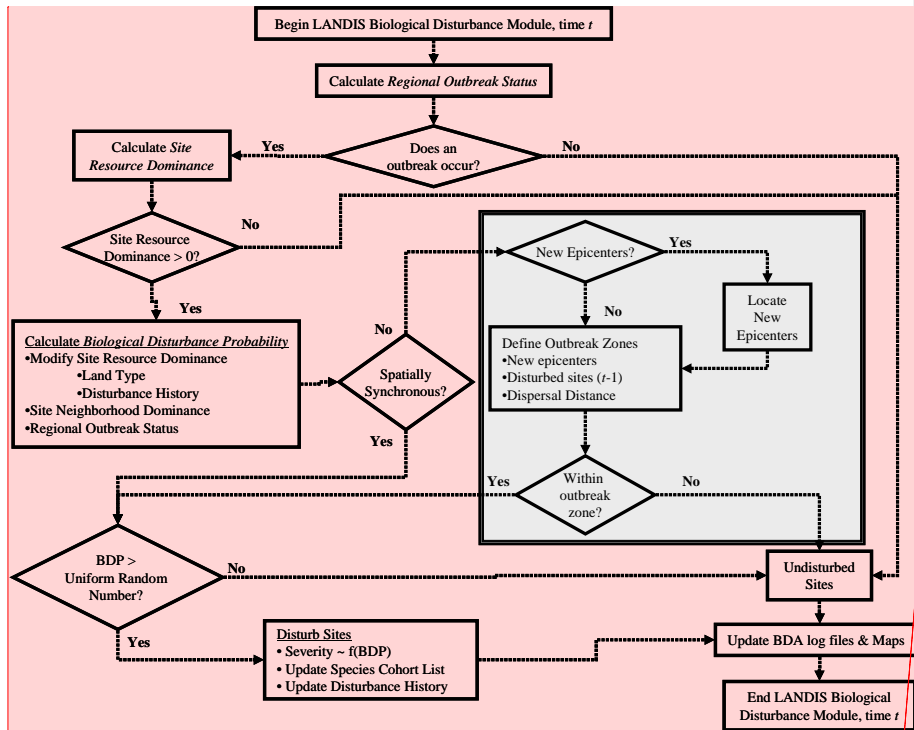 Begin LANDIS Biological Disturbance Module, time t
Calculate Regional Outbreak Status
Does an
outbreak occur?
Yes
No
Calculate Site
Resource Dominance
Site Resource
Dominance > 0?
No
Yes
Calculate Biological Disturbance Probability
•Modify Site Resource Dominance
•Land Type
•Disturbance History
•Site Neighborhood Dominance
•Regional Outbreak Status
Spatially
Synchronous?
No
Yes
New Epicenters?
Yes
No
Locate
New
Epicenters
Define Outbreak Zones
•New epicenters
•Disturbed sites (t-1)
•Dispersal Distance
Within
outbreak
zone?
Yes
No
BDP >
Uniform Random
Number?
No
Yes
Undisturbed
Sites
Disturb Sites
• Severity ~ f(BDP)
• Update Species Cohort List
• Update Disturbance History
Update BDA log files & Maps
End LANDIS Biological
Disturbance Module, time t